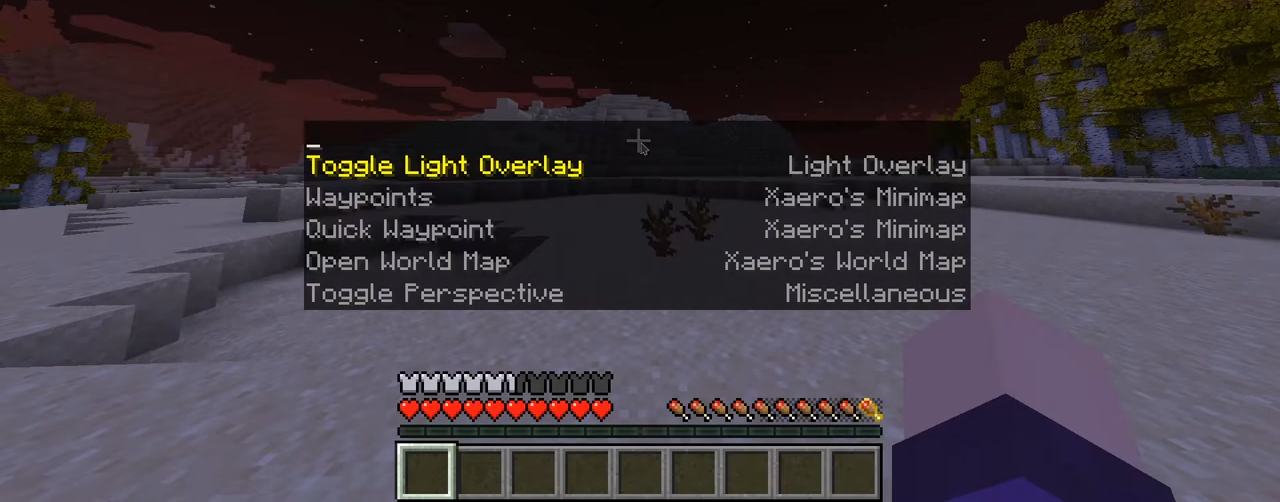 Toggle Light Overlay Light Overlay
Waypoints Xaero's Minimap
Quick Waypoint Xaero's Minimap
Open World Map Xaero's World Map
Toggle Perspective Miscellaneous